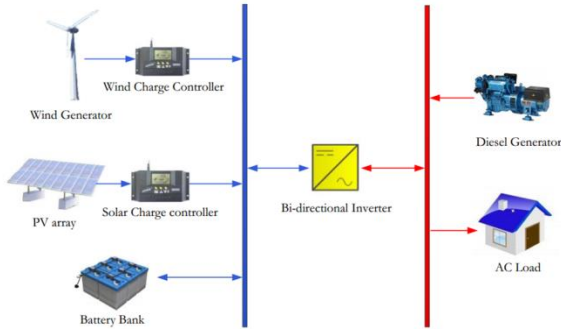 Wind Charge Controller
Wind Generator
Diesel Generator
Solar Charge controller
Bi-directional Inverter
PV array
AC Load
Battery Bank